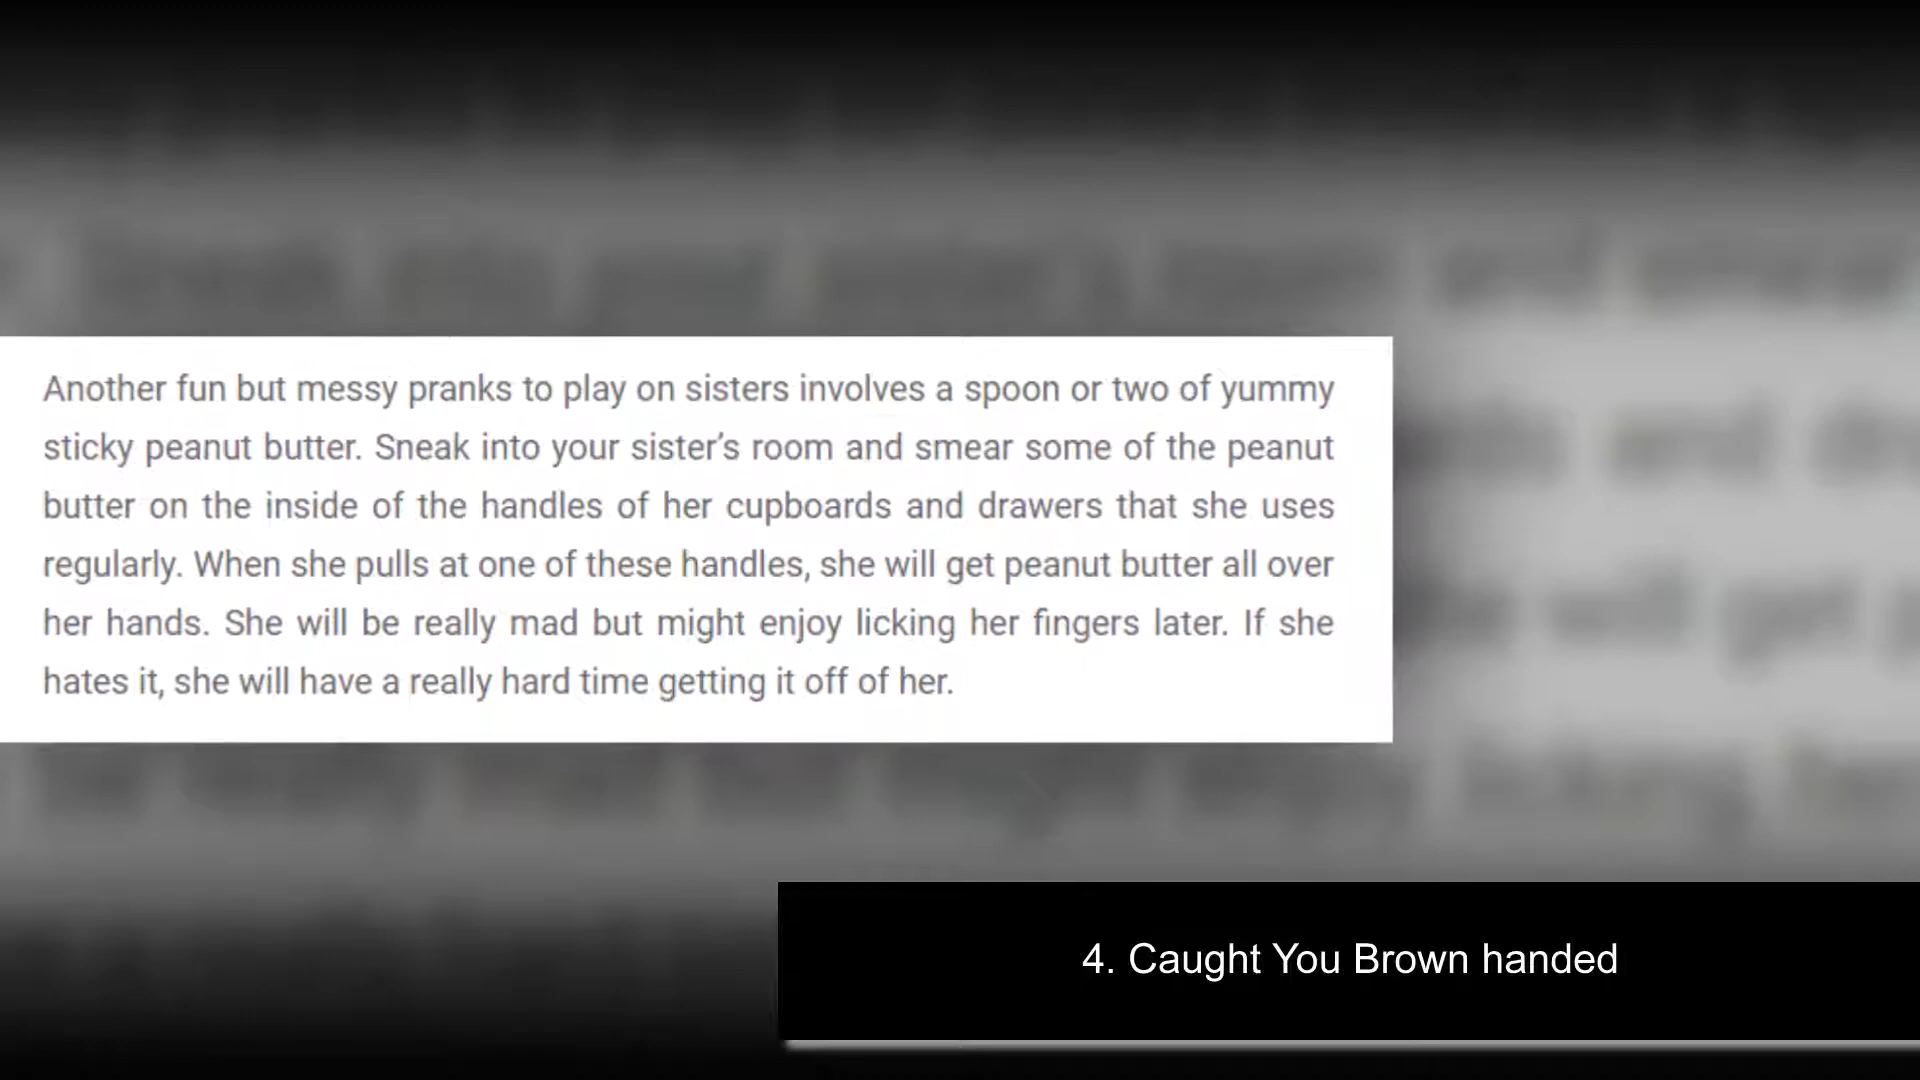 Another fun but messy pranks to play on sisters involves a spoon or two of yummy
sticky peanut butter. Sneak into your sister’s room and smear some of the peanut
butter on the inside of the handles of her cupboards and drawers that she uses
regularly. When she pulls at one of these handles, she will get peanut butter all over
her hands. She will be really mad but might enjoy licking her fingers later. If she
hates it, she will have a really hard time getting it off of her.
4. Caught You Brown handed